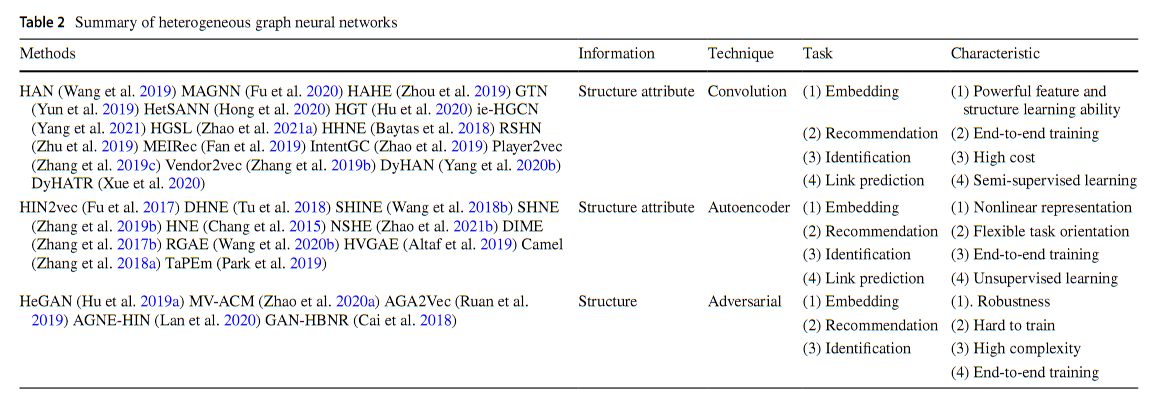 Table 2 Summary of heterogeneous graph neural networks
Methods Information Technique Task Characteristic
HAN (Wang et al. 2019) MAGNN (Fu et al. 2020) HAHE (Zhou et al. 2019) GTN Structure attribute Convolution (1) Embedding (1) Powerful feature and
(Yun et al. 2019) HetSANN (Hong et al. 2020) HGT (Hu et al. 2020) ie-HGCN structure learning ability
(Yang et al. 2021) HGSL (Zhao et al. 2021a) HHNE (Baytas et al. 2018) RSHN (2) Recommendation (2) End-to-end training
(Zhu et al. 2019) MEIRec (Fan et al. 2019) IntentGC (Zhao et al. 2019) Player2vec (3) Identification (3) High cost
(Zhang et al. 2019c) Vendor2vec (Zhang et al. 2019b) DyHAN (Yang et al. 2020b)
DyHATR (Xue et al. 2020) (4) Link prediction (4) Semi-supervised learning
HIN2vec (Fu et al. 2017) DHNE (Tu et al. 2018) SHINE (Wang et al. 2018b) SHNE Structure attribute Autoencoder (1) Embedding (1) Nonlinear representation
(Zhang et al. 2019b) HNE (Chang et al. 2015) NSHE (Zhao et al. 2021b) DIME (2) Recommendation (2) Flexible task orientation
(Zhang et al. 2017b) RGAE (Wang et al. 2020b) HVGAE (Altaf et al. 2019) Camel (3) Identification (3) End-to-end training
(Zhang et al. 2018a) TaPEm (Park et al. 2019) (4) Link prediction (4) Unsupervised learning
HeGAN (Hu et al. 2019a) MV-ACM (Zhao et al. 2020a) AGA2Vec (Ruan et al. Structure Adversarial (1) Embedding (1). Robustness
2019) AGNE-HIN (Lan et al. 2020) GAN-HBNR (Cai et al. 2018) (2) Recommendation (2) Hard to train
(3) Identification (3) High complexity
(4) End-to-end training